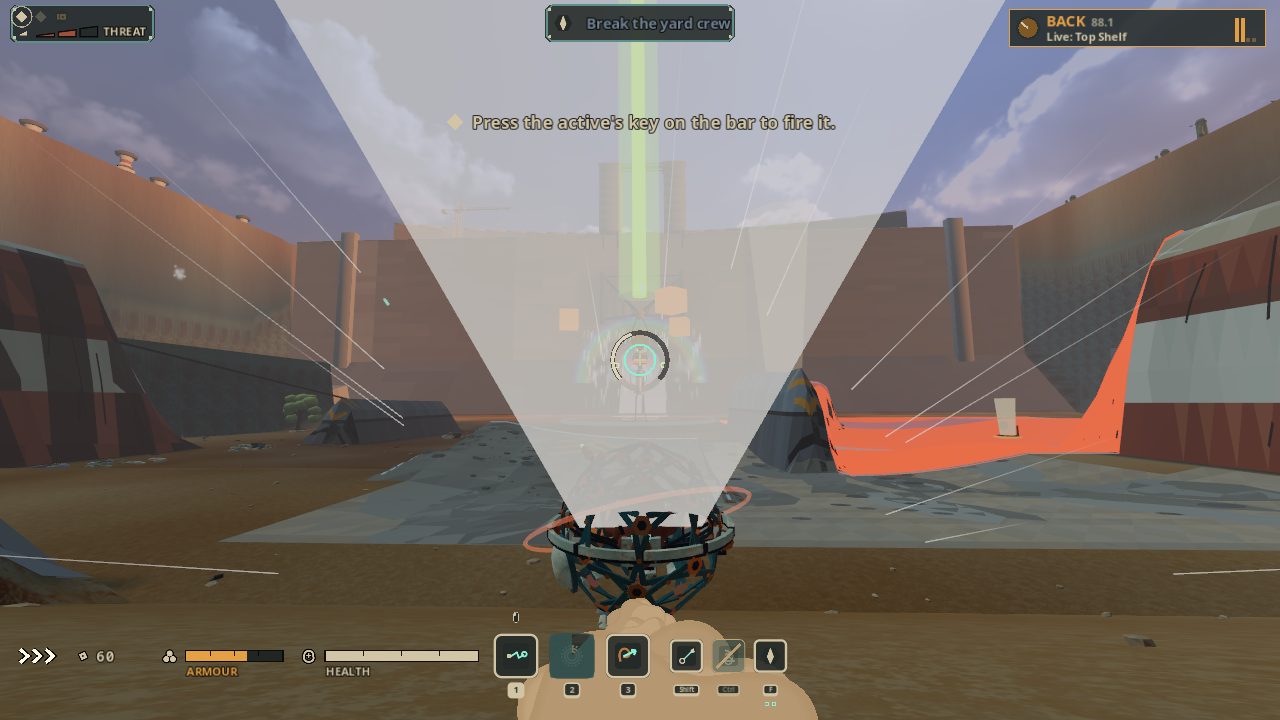 THREAT
Break the yard crew
BACK 88.1
Live: Top Shelf
Press the active's key on the bar to fire it.
60
ARMOUR
HEALTH
1
2
3
Shift
Ctrl
F